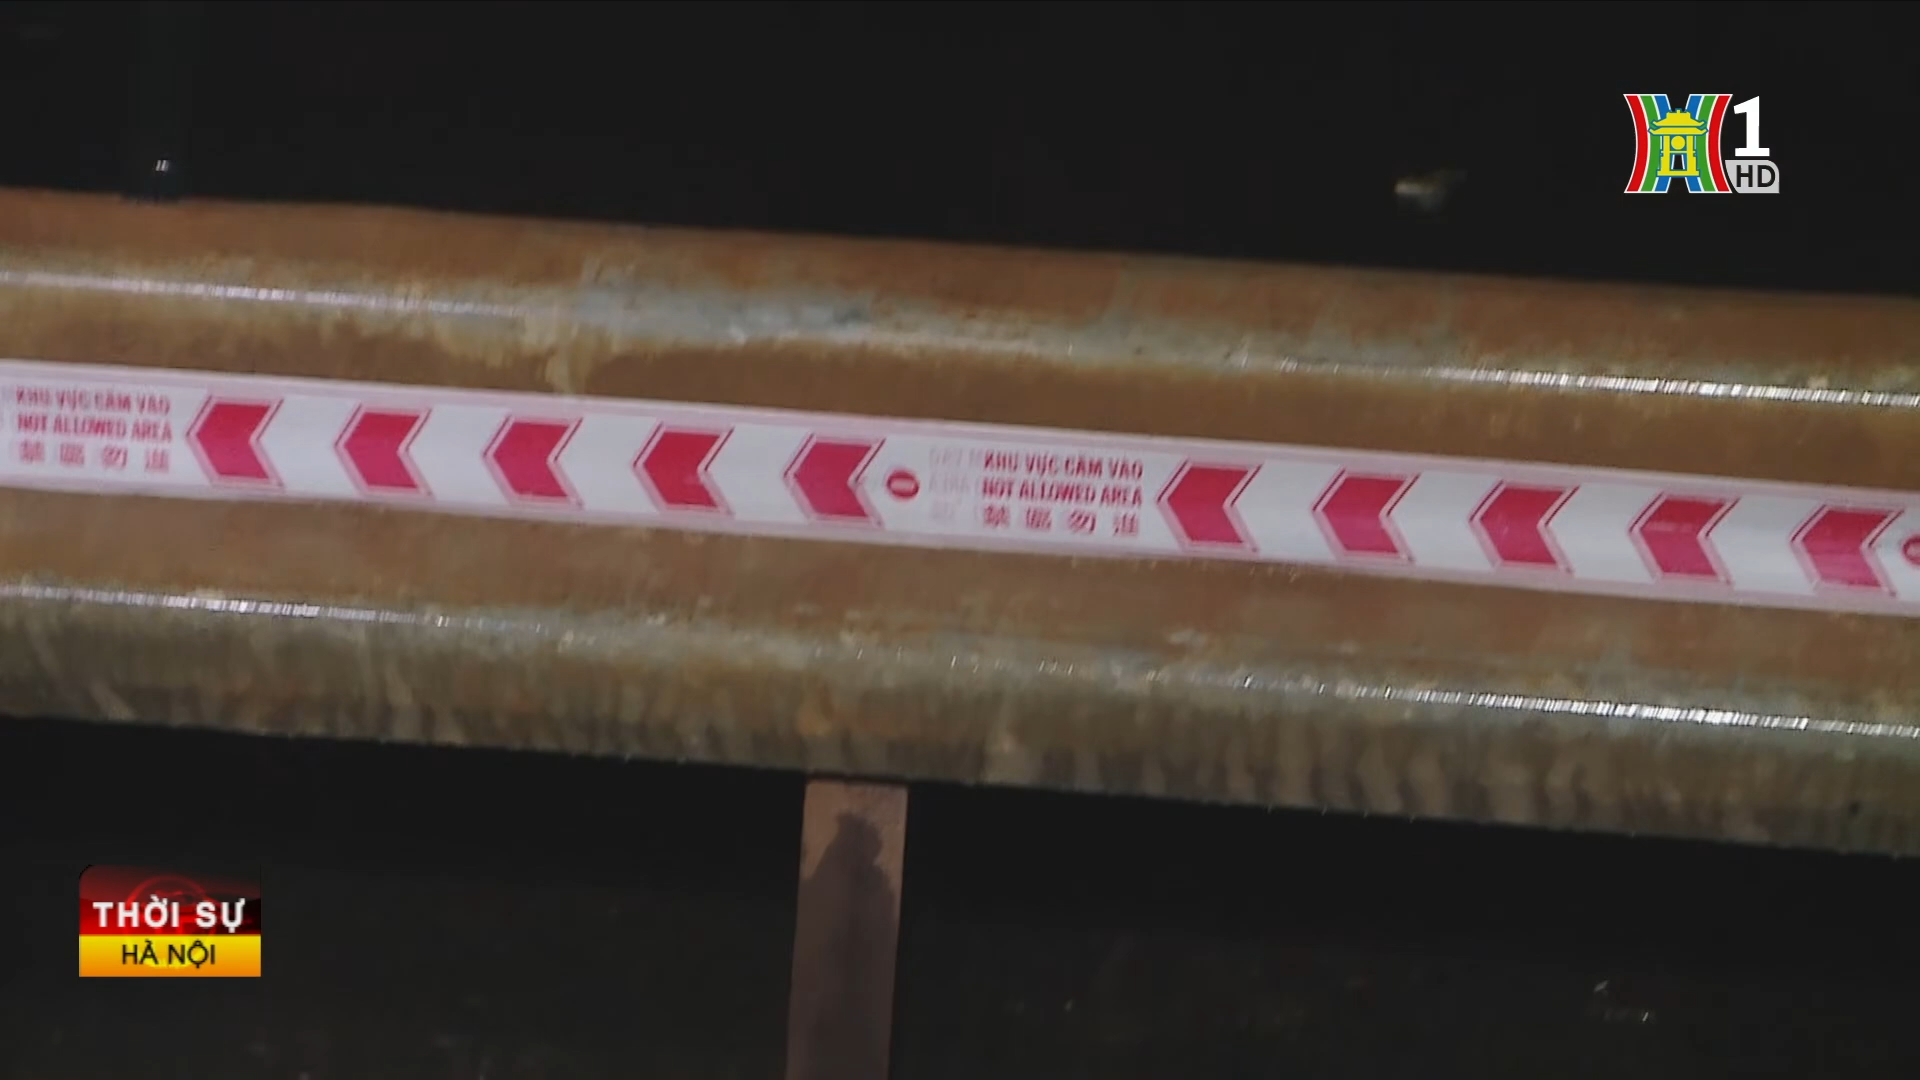 1
HD
KHU VỰC CẤM VÀO
NOT ALLOWED AREA
禁 區 勿 進
KHU VỰC CẤM VÀO
NOT ALLOWED AREA
禁 區 勿 進
THỜI SỰ
HÀ NỘI